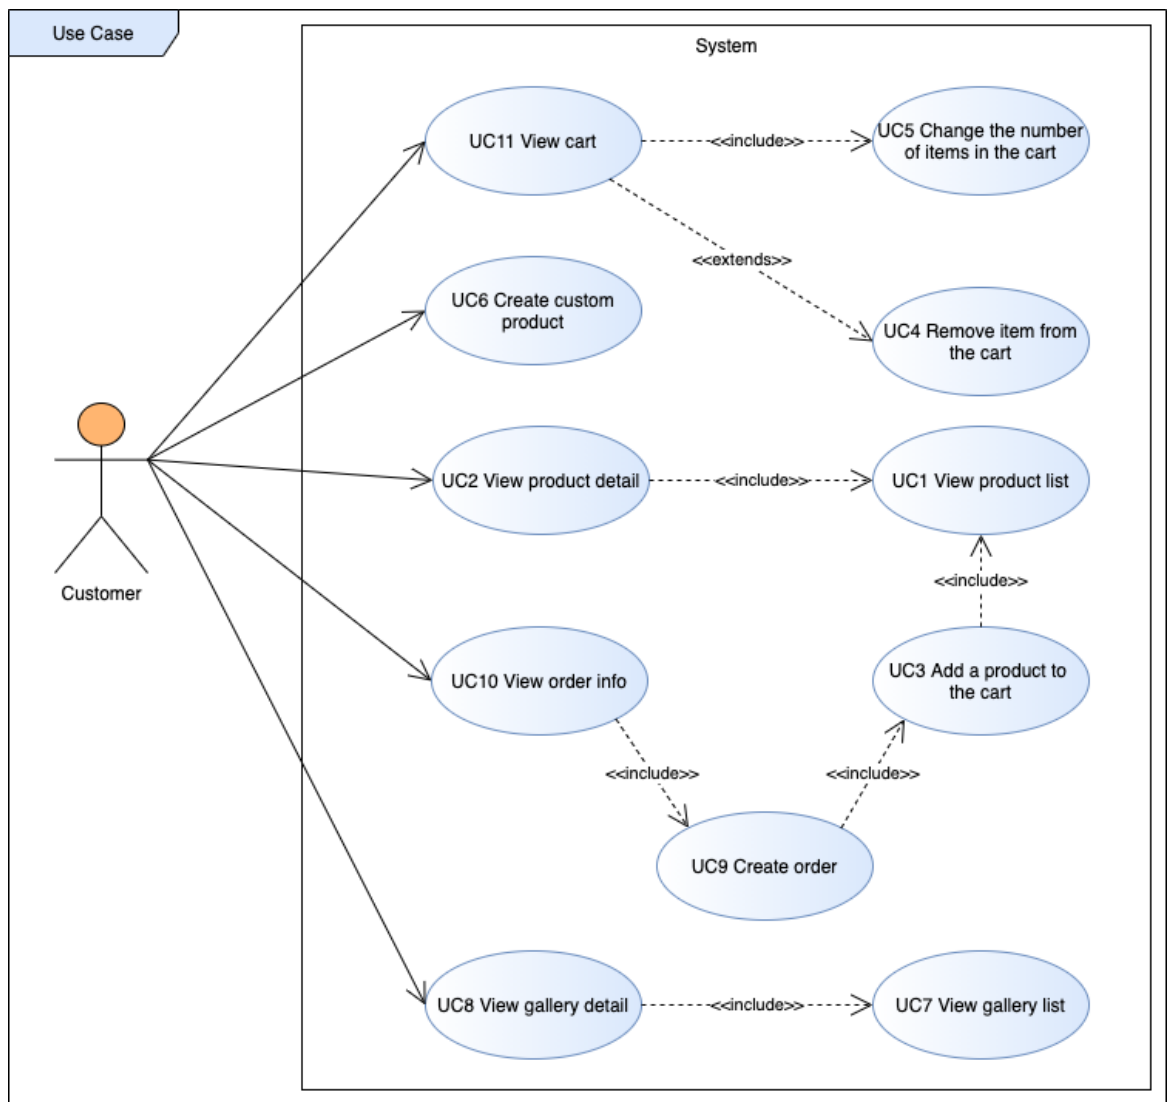 Use Case
System
UC11 View cart
<<include>>
UC5 Change the number
of items in the cart
<<extends>>
UC6 Create custom
product
UC4 Remove item from
the cart
UC2 View product detail
<<include>>
UC1 View product list
<<include>>
Customer
UC10 View order info
UC3 Add a product to
the cart
<<include>>
<<include>>
UC9 Create order
UC8 View gallery detail
<<include>>
UC7 View gallery list